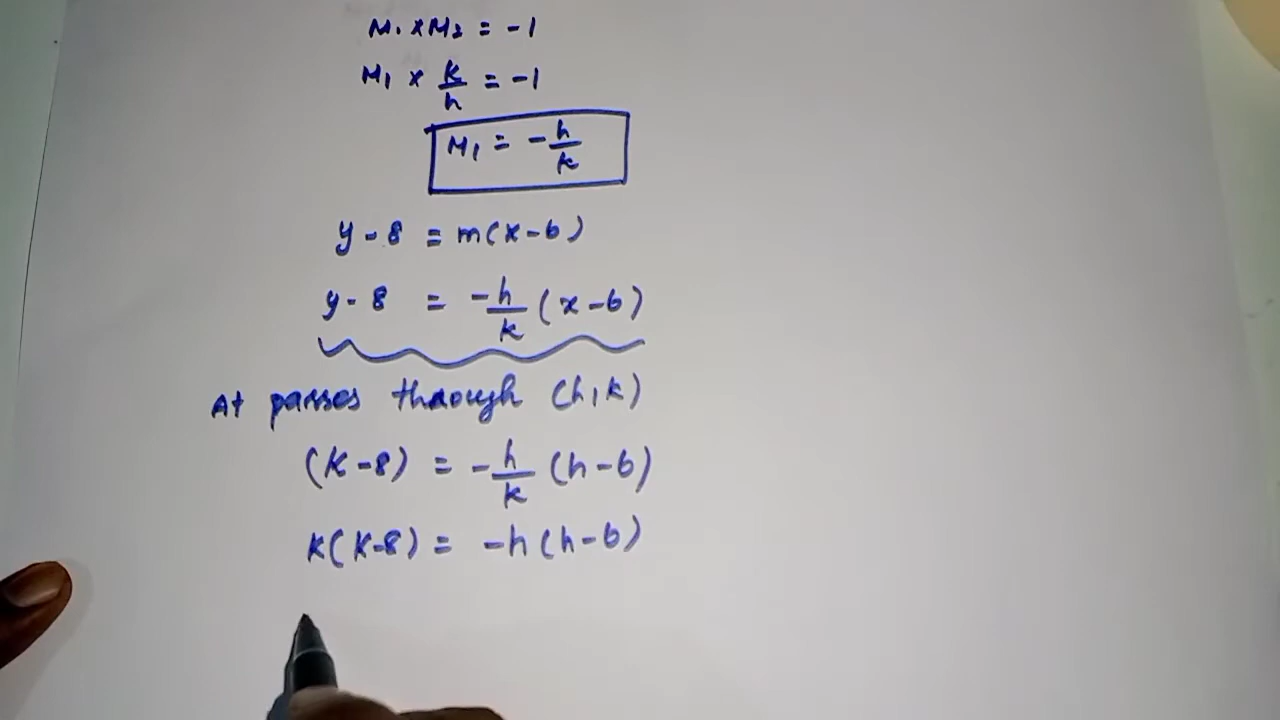 M₁ × M₂ = -1
M₁ × k/h = -1
M₁ = -h/k
y - 8 = m(x-6)
y - 8 = -h/k (x-6)
At passes through (h,k)
(k-8) = -h/k (h-6)
k(k-8) = -h(h-6)